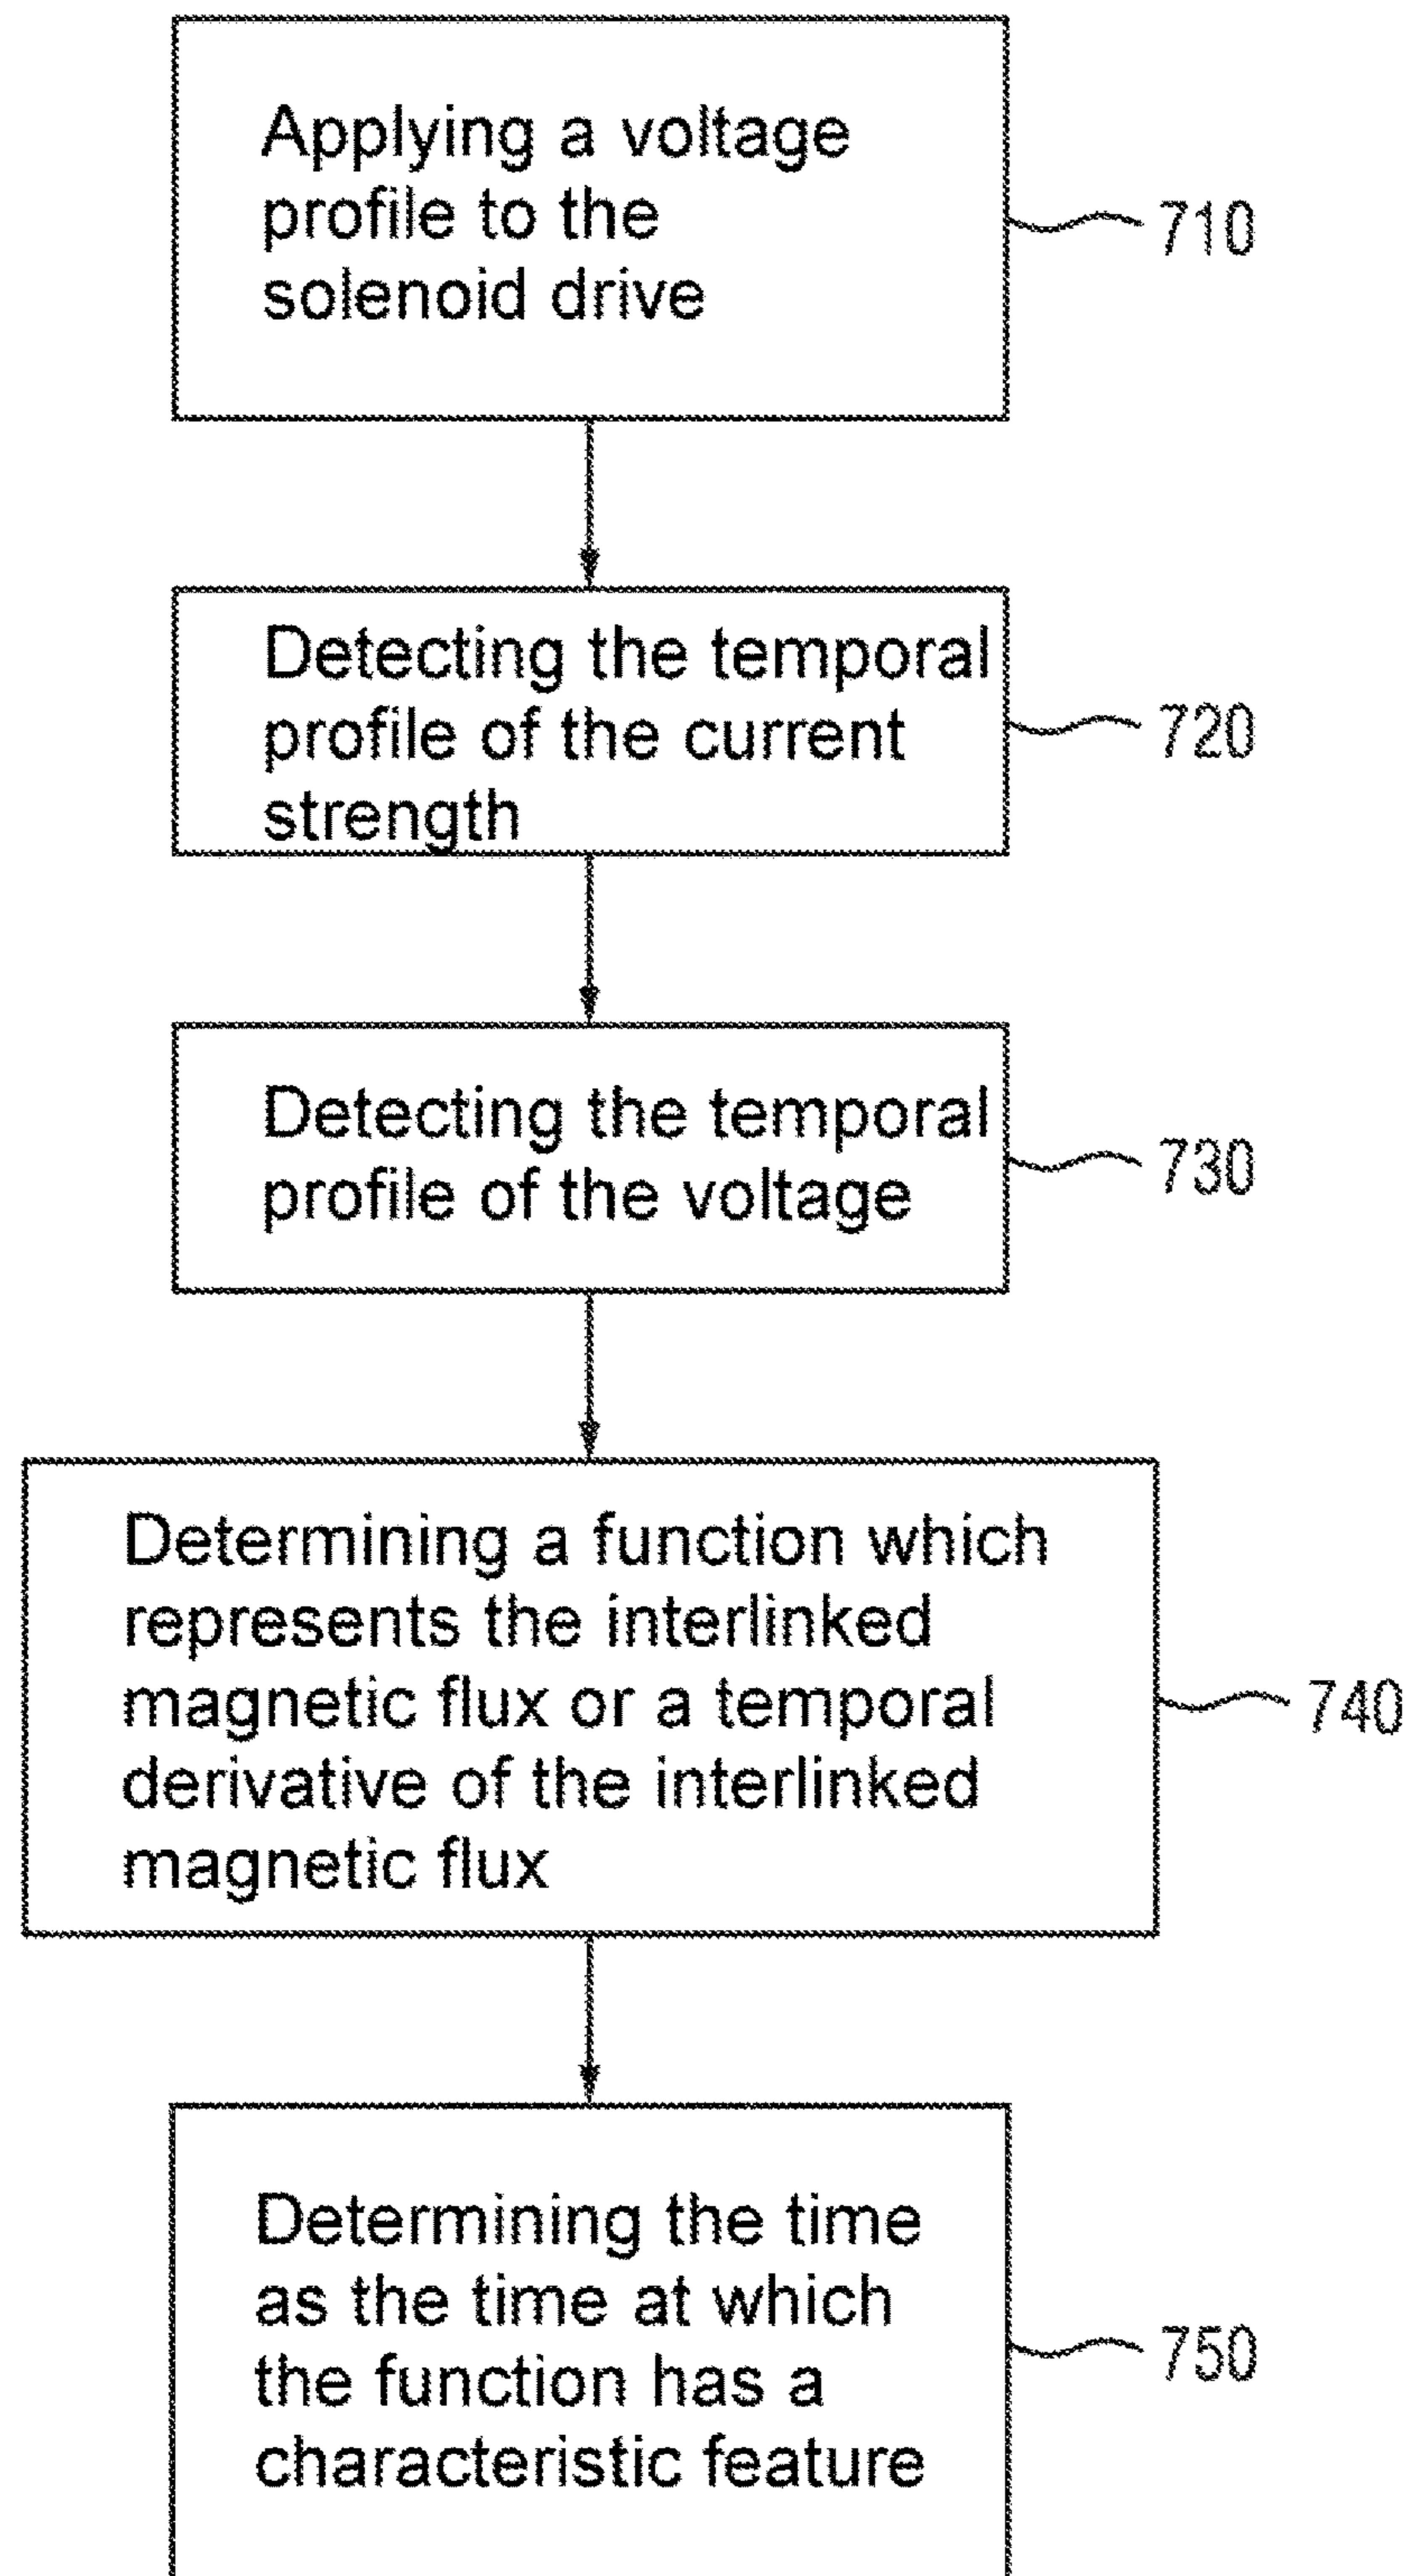 Applying a voltage
profile to the
solenoid drive
710
Detecting the temporal
profile of the current
strength
720
Detecting the temporal
profile of the voltage
730
Determining a function which
represents the interlinked
magnetic flux or a temporal
derivative of the interlinked
magnetic flux
740
Determining the time
as the time at which
the function has a
characteristic feature
750